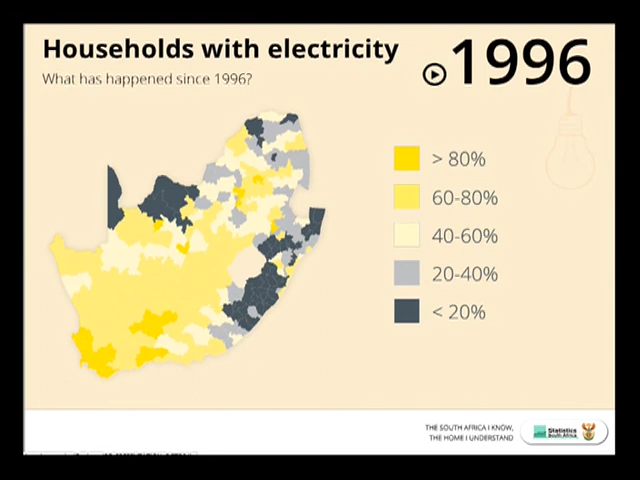 Households with electricity
What has happened since 1996?
1996
> 80%
60-80%
40-60%
20-40%
< 20%
THE SOUTH AFRICA I KNOW,
THE HOME I UNDERSTAND
Statistics
South Africa